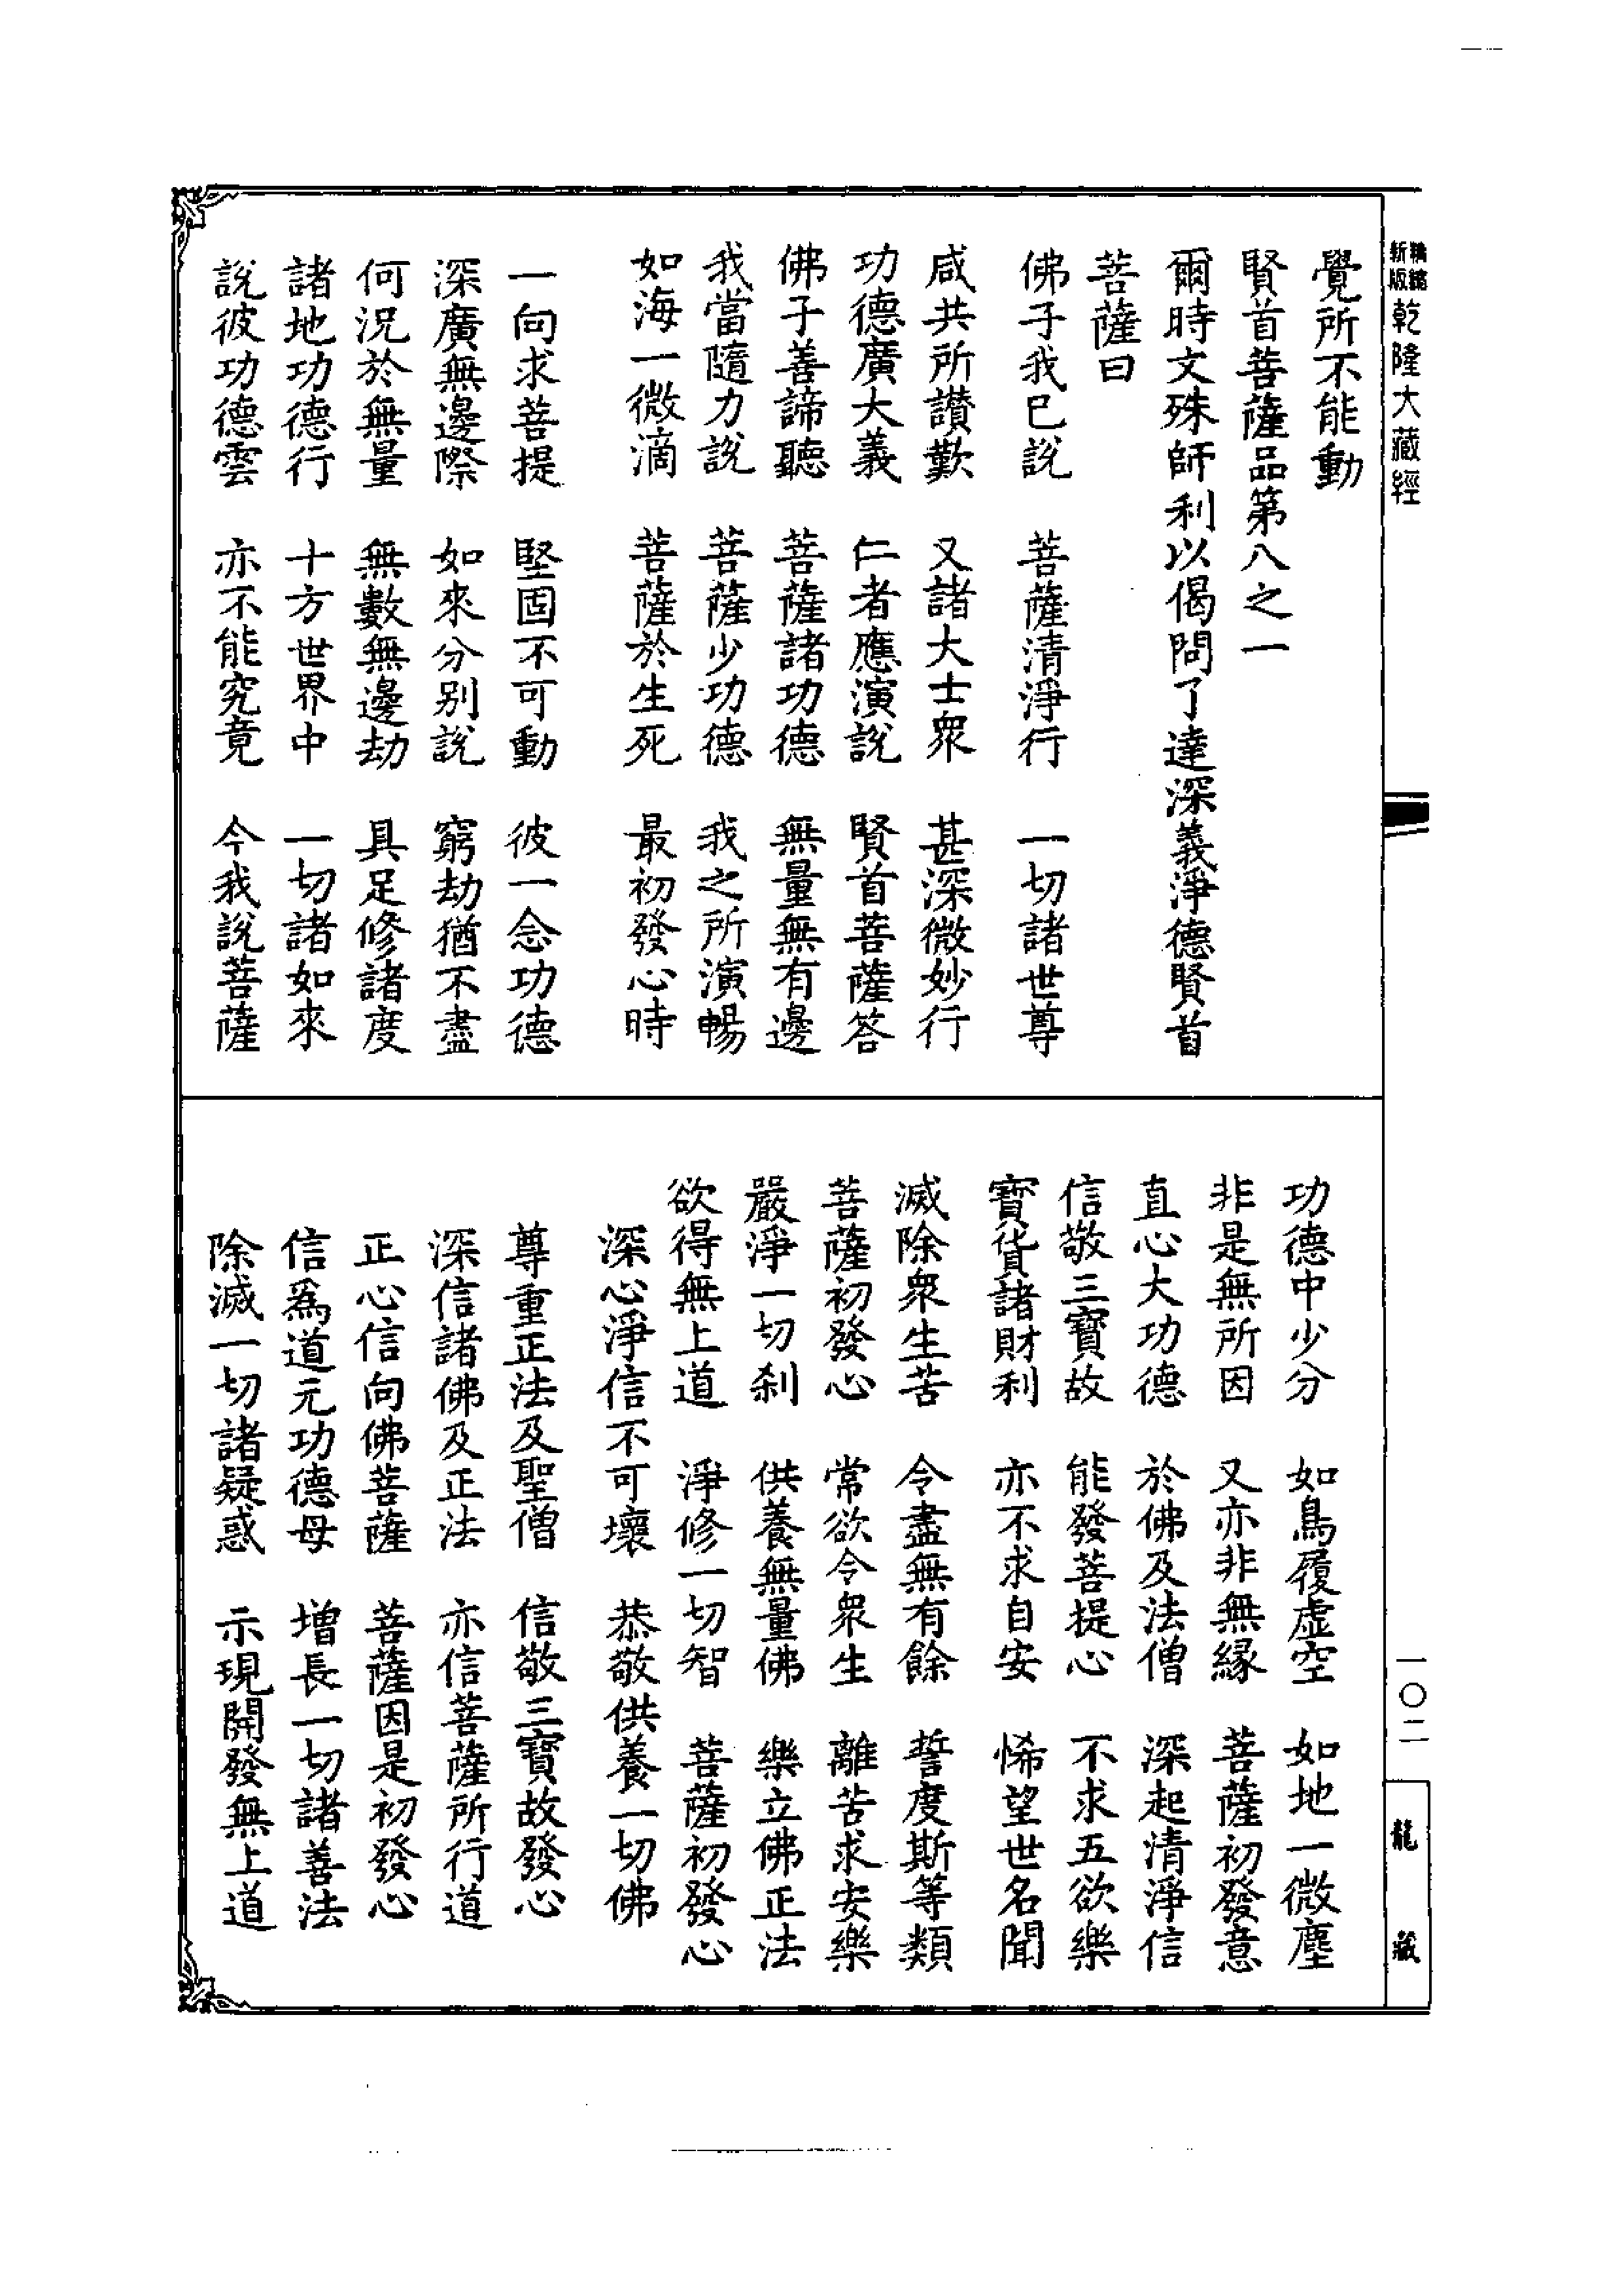 新版精縮乾隆大藏經
覺所不能動
賢首菩薩品第八之一
爾時文殊師利以偈問了達深義淨德賢首
菩薩曰
佛子我已說　菩薩清淨行　一切諸世尊
咸共所讃歎　又諸大士衆　甚深微妙行
功德廣大義　仁者應演說　賢首菩薩答
佛子善諦聽　菩薩諸功德　無量無有邊
我當隨力說　菩薩少功德　我之所演暢
如海一微滴　菩薩於生死　最初發心時
一向求菩提　堅固不可動　彼一念功德
深廣無邊際　如來分別說　窮劫猶不盡
何況於無量　無數無邊劫　具足修諸度
諸地功德行　十方世界中　一切諸如來
說彼功德雲　亦不能究竟　今我說菩薩
功德中少分　如鳥履虛空　如地一微塵
非是無所因　又亦非無緣　菩薩初發意
直心大功德　於佛及法僧　深起清淨信
信敬三寶故　能發菩提心　不求五欲樂
寶貨諸財利　亦不求自安　悕望世名聞
滅除衆生苦　令盡無有餘　誓度斯等類
菩薩初發心　常欲令衆生　離苦求安樂
嚴淨一切刹　供養無量佛　樂立佛正法
欲得無上道　淨修一切智　菩薩初發心
深心淨信不可壞　恭敬供養一切佛
尊重正法及聖僧　信敬三寶故發心
深信諸佛及正法　亦信菩薩所行道
正心信向佛菩薩　菩薩因是初發心
信爲道元功德母　增長一切諸善法
除滅一切諸疑惑　示現開發無上道
一〇二
龍藏